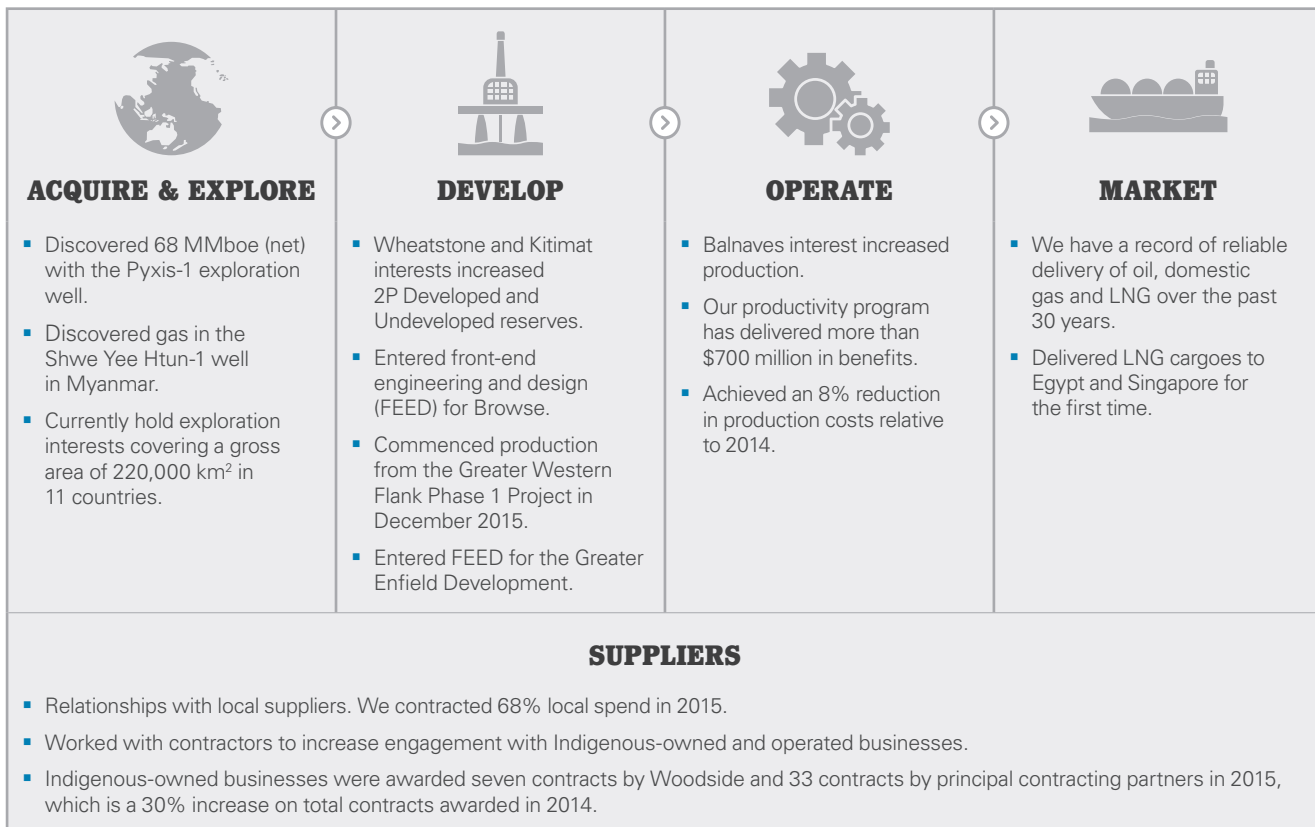 ACQUIRE & EXPLORE
▪ Discovered 68 MMboe (net)
with the Pyxis-1 exploration
well.
▪ Discovered gas in the
Shwe Yee Htun-1 well
in Myanmar.
▪ Currently hold exploration
interests covering a gross
area of 220,000 km² in
11 countries.
DEVELOP
▪ Wheatstone and Kitimat
interests increased
2P Developed and
Undeveloped reserves.
▪ Entered front-end
engineering and design
(FEED) for Browse.
▪ Commenced production
from the Greater Western
Flank Phase 1 Project in
December 2015.
▪ Entered FEED for the Greater
Enfield Development.
OPERATE
▪ Balnaves interest increased
production.
▪ Our productivity program
has delivered more than
$700 million in benefits.
▪ Achieved an 8% reduction
in production costs relative
to 2014.
MARKET
▪ We have a record of reliable
delivery of oil, domestic
gas and LNG over the past
30 years.
▪ Delivered LNG cargoes to
Egypt and Singapore for
the first time.
SUPPLIERS
▪ Relationships with local suppliers. We contracted 68% local spend in 2015.
▪ Worked with contractors to increase engagement with Indigenous-owned and operated businesses.
▪ Indigenous-owned businesses were awarded seven contracts by Woodside and 33 contracts by principal contracting partners in 2015,
which is a 30% increase on total contracts awarded in 2014.